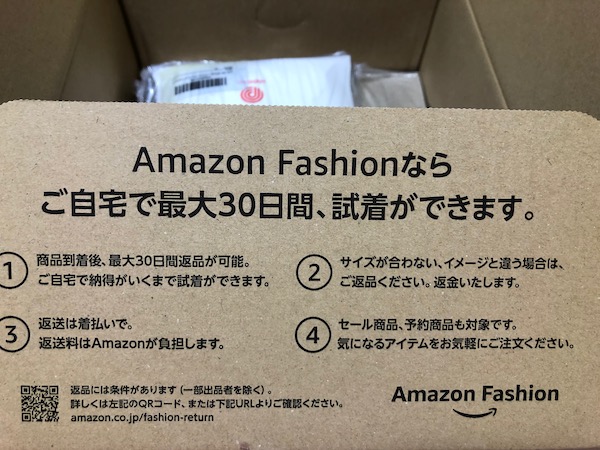 Amazon Fashionなら
ご自宅で最大30日間、試着ができます。
1 商品到着後、最大30日間返品が可能。
ご自宅で納得がいくまで試着ができます。
2 サイズが合わない、イメージと違う場合は、
ご返品ください。返金いたします。
3 返送は着払いで。
返送料はAmazonが負担します。
4 セール商品、予約商品も対象です。
気になるアイテムをお気軽にご注文ください。
返品には条件があります（一部出品者を除く）。
詳しくは左記のQRコード、または下記URLよりご確認ください。
amazon.co.jp/fashion-return
Amazon Fashion